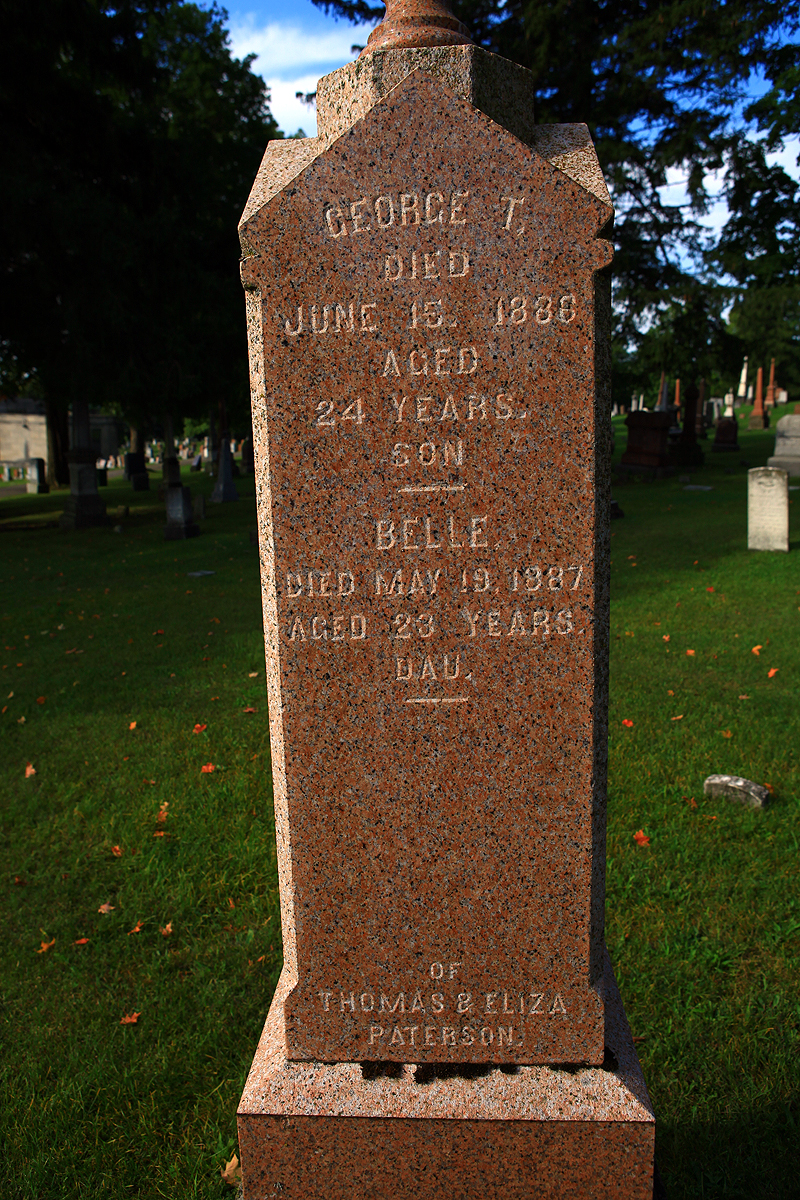 GEORGE T.
DIED
JUNE 15. 1886
AGED
24 YEARS.
SON
BELLE.
DIED MAY 19, 1887
AGED 23 YEARS.
DAU.
OF
THOMAS & ELIZA
PATERSON.